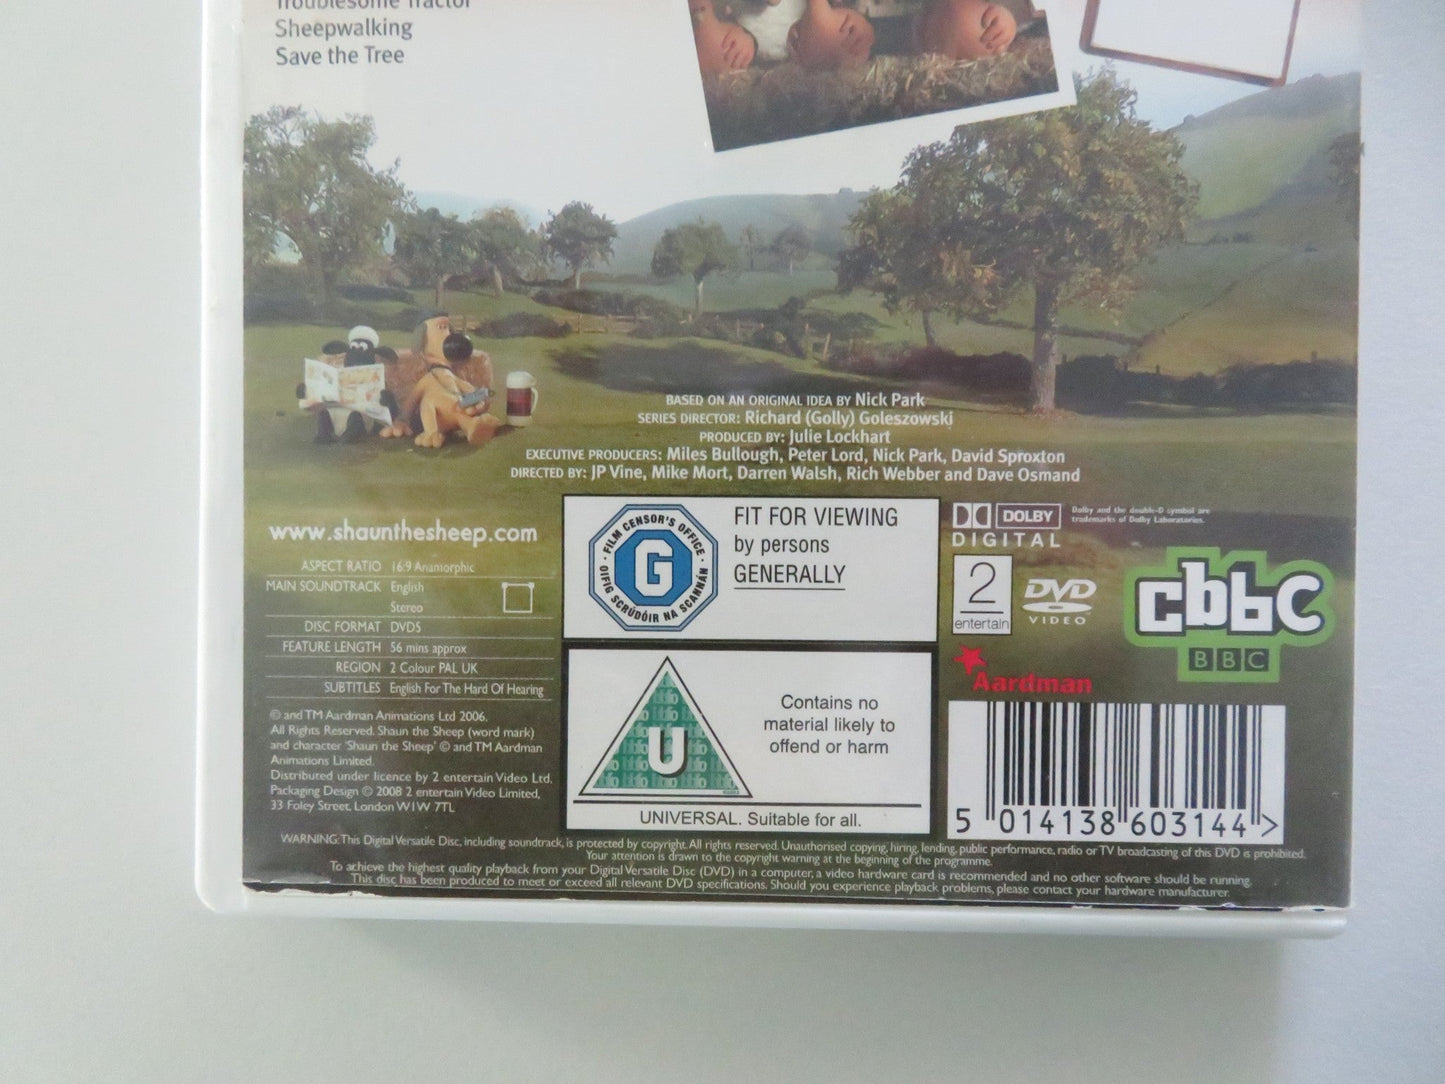 Troublesome Tractor
Sheepwalking
Save the Tree
BASED ON AN ORIGINAL IDEA BY Nick Park
SERIES DIRECTOR: Richard (Golly) Goleszowski
PRODUCED BY: Julie Lockhart
EXECUTIVE PRODUCERS: Miles Bullough, Peter Lord, Nick Park, David Sproxton
DIRECTED BY: JP Vine, Mike Mort, Darren Walsh, Rich Webber and Dave Osmand
www.shaunthesheep.com
ASPECT RATIO 16:9 Anamorphic
MAIN SOUNDTRACK English
Stereo
DISC FORMAT DVD5
FEATURE LENGTH 56 mins approx
REGION 2 Colour PAL UK
SUBTITLES English For The Hard Of Hearing
© and TM Aardman Animations Ltd 2006.
All Rights Reserved. Shaun the Sheep (word mark)
and character 'Shaun the Sheep' © and TM Aardman
Animations Limited.
Distributed under licence by 2 entertain Video Ltd.
Packaging Design © 2008 2 entertain Video Limited,
33 Foley Street, London W1W 7TL
· FILM CENSOR'S OFFICE ·
OIFIG SCRÚDÓIR NA SCANNÁN
G
FIT FOR VIEWING
by persons
GENERALLY
U
Contains no
material likely to
offend or harm
UNIVERSAL. Suitable for all.
DOLBY
DIGITAL
Dolby and the double-D symbol are
trademarks of Dolby Laboratories.
2
entertain
DVD
VIDEO
Aardman
cbbc
BBC
5 014138 603144 >
WARNING: This Digital Versatile Disc, including soundtrack, is protected by copyright. All rights reserved. Unauthorised copying, hiring, lending, public performance, radio or TV broadcasting of this DVD is prohibited.
Your attention is drawn to the copyright warning at the beginning of the programme.
To achieve the highest quality playback from your Digital Versatile Disc (DVD) in a computer, a video hardware card is recommended and no other software should be running.
This disc has been produced to meet or exceed all relevant DVD specifications. Should you experience playback problems, please contact your hardware manufacturer.